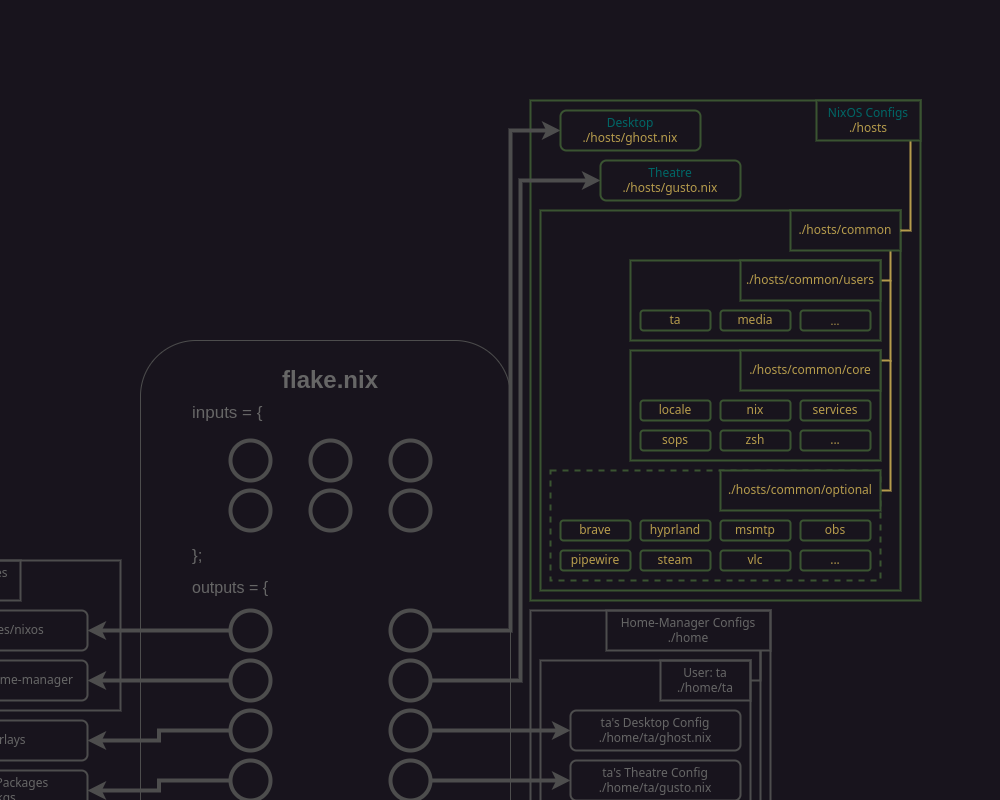 NixOS Configs
./hosts
Desktop
./hosts/ghost.nix
Theatre
./hosts/gusto.nix
./hosts/common
./hosts/common/users
ta
media
...
./hosts/common/core
locale
nix
services
sops
zsh
...
./hosts/common/optional
brave
hyprland
msmtp
obs
pipewire
steam
vlc
...
flake.nix
inputs = {
};
outputs = {
es/nixos
me-manager
rlays
Packages
Home-Manager Configs
./home
User: ta
./home/ta
ta's Desktop Config
./home/ta/ghost.nix
ta's Theatre Config
./home/ta/gusto.nix